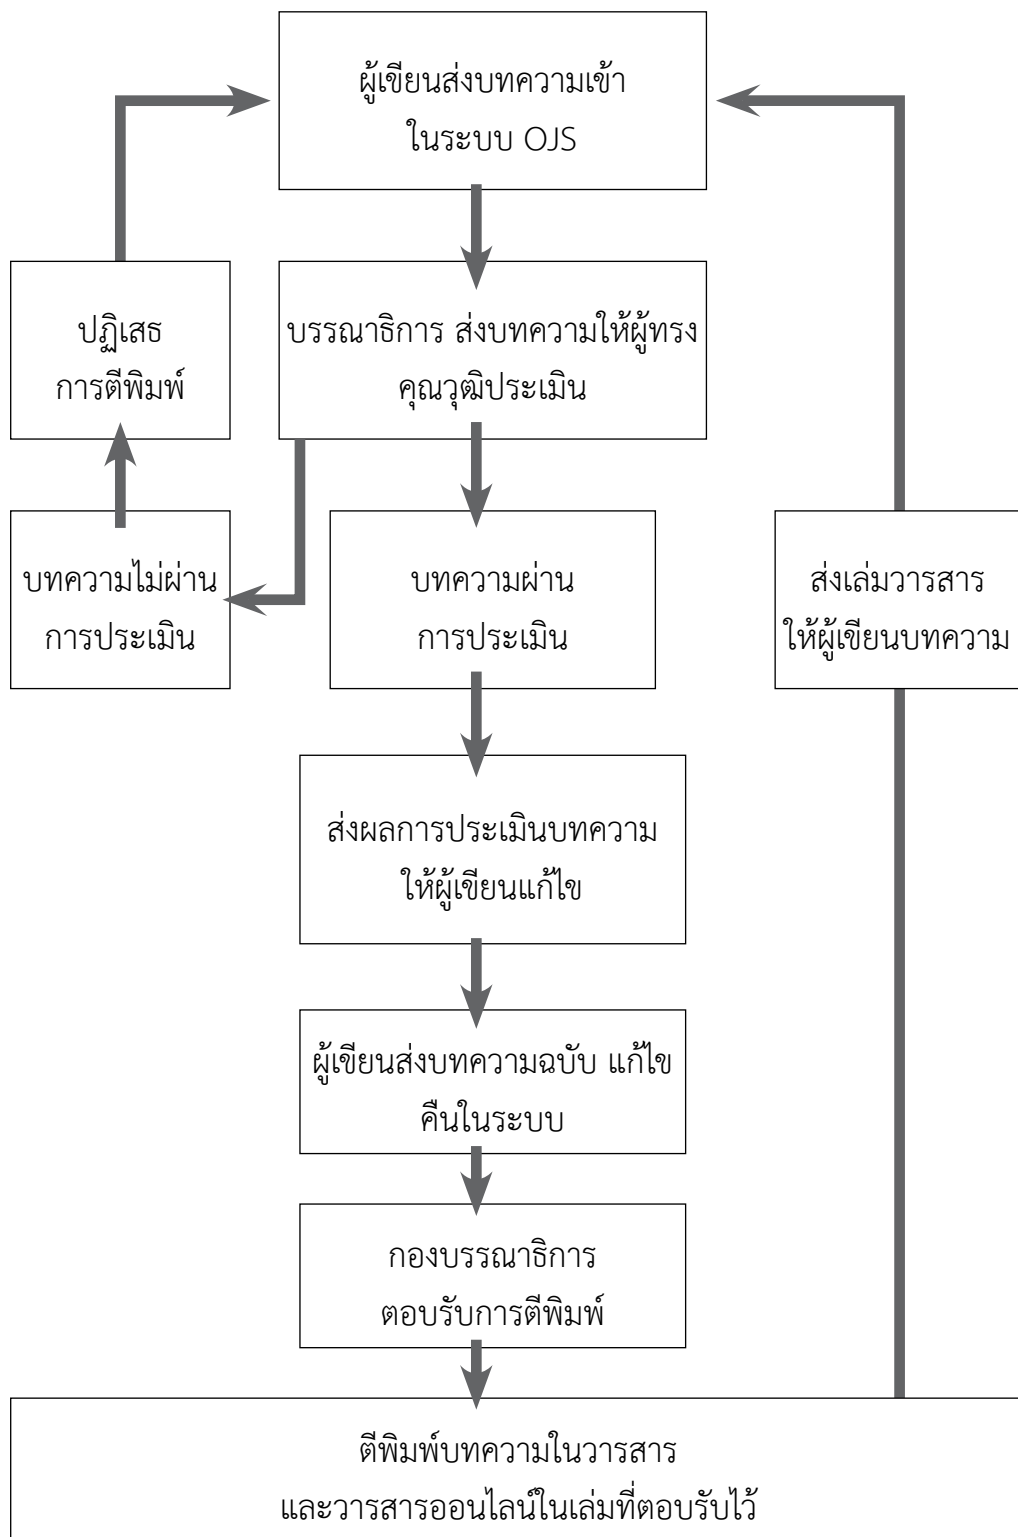 ผู้เขียนส่งบทความเข้า
ในระบบ OJS
ปฏิเสธ
การตีพิมพ์
บรรณาธิการ ส่งบทความให้ผู้ทรง
คุณวุฒิประเมิน
บทความไม่ผ่าน
การประเมิน
บทความผ่าน
การประเมิน
ส่งเล่มวารสาร
ให้ผู้เขียนบทความ
ส่งผลการประเมินบทความ
ให้ผู้เขียนแก้ไข
ผู้เขียนส่งบทความฉบับ แก้ไข
คืนในระบบ
กองบรรณาธิการ
ตอบรับการตีพิมพ์
ตีพิมพ์บทความในวารสาร
และวารสารออนไลน์ในเล่มที่ตอบรับไว้